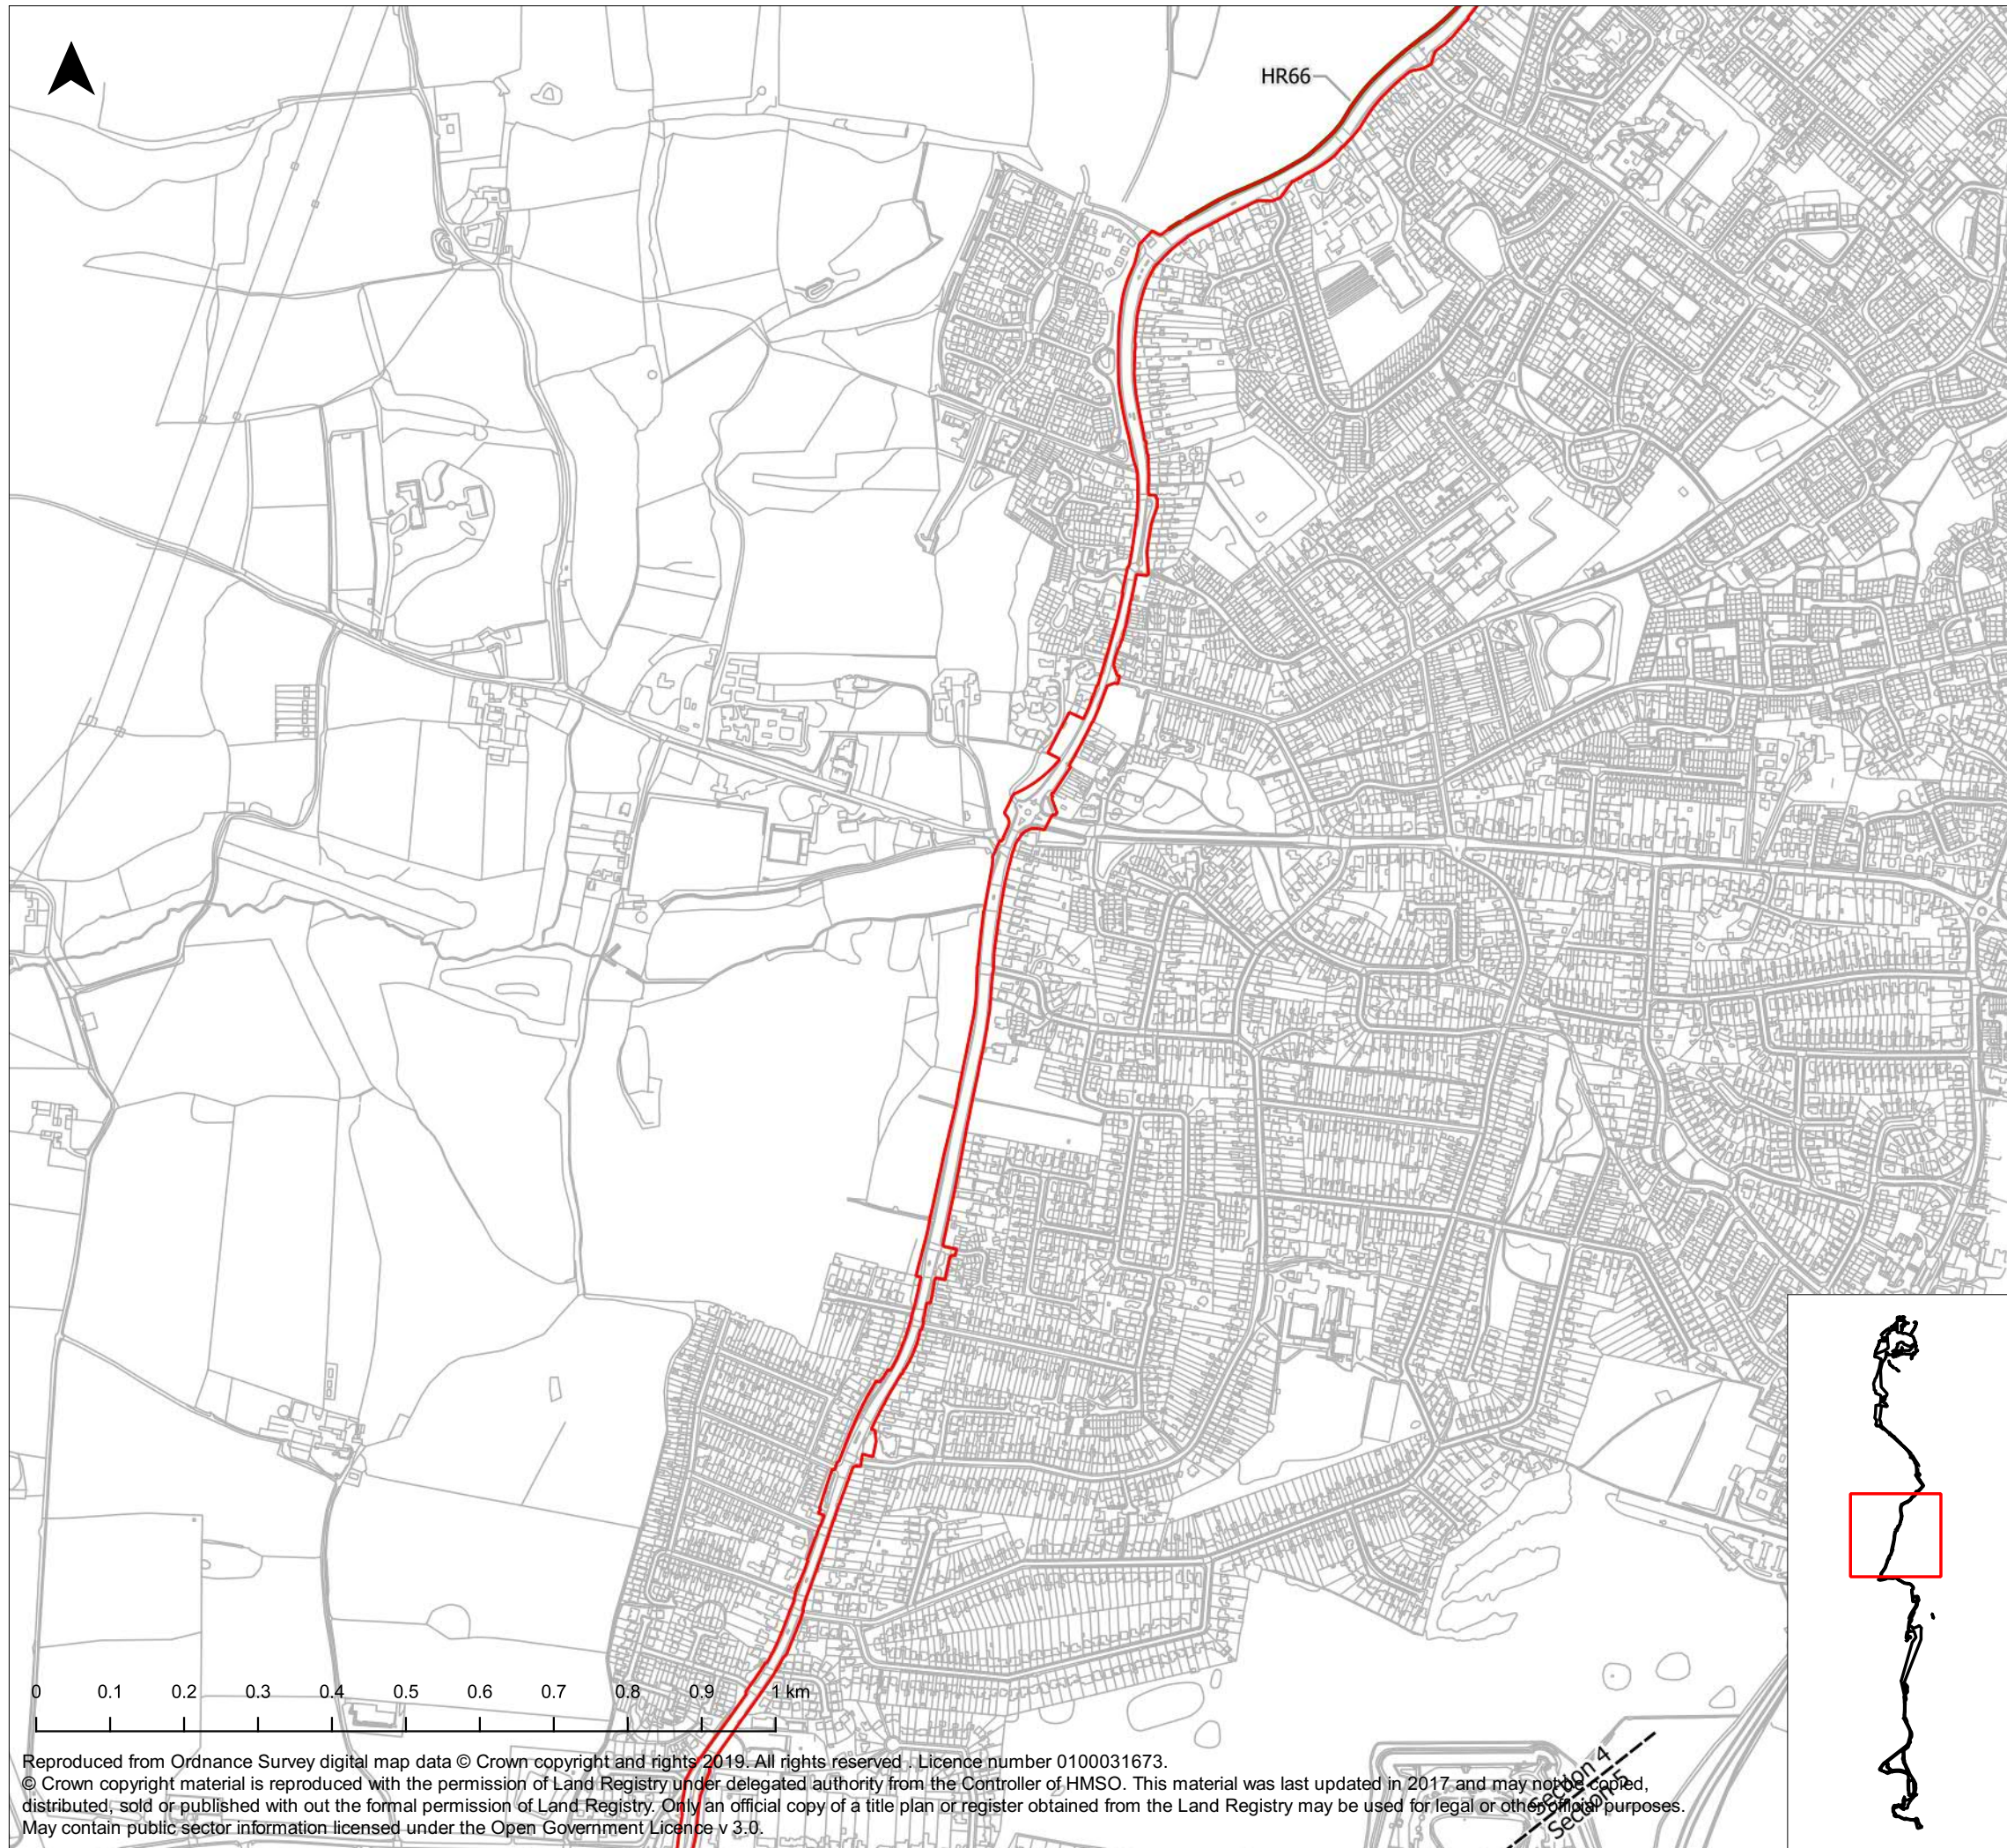 HR66
0 0.1 0.2 0.3 0.4 0.5 0.6 0.7 0.8 0.9 1 km
Section 4
Section 5
Reproduced from Ordnance Survey digital map data © Crown copyright and rights 2019. All rights reserved . Licence number 0100031673.
© Crown copyright material is reproduced with the permission of Land Registry under delegated authority from the Controller of HMSO. This material was last updated in 2017 and may not be copied,
distributed, sold or published with out the formal permission of Land Registry. Only an official copy of a title plan or register obtained from the Land Registry may be used for legal or other official purposes.
May contain public sector information licensed under the Open Government Licence v 3.0.